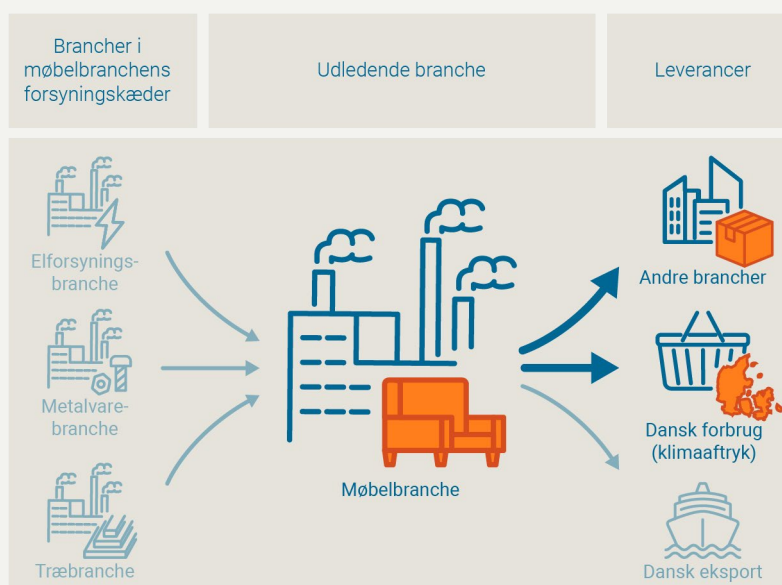 Brancher i
møbelbranchens
forsyningskæder
Udledende branche
Leverancer
Elforsynings-
branche
Metalvare-
branche
Træbranche
Møbelbranche
Andre brancher
Dansk forbrug
(klimaaftryk)
Dansk eksport